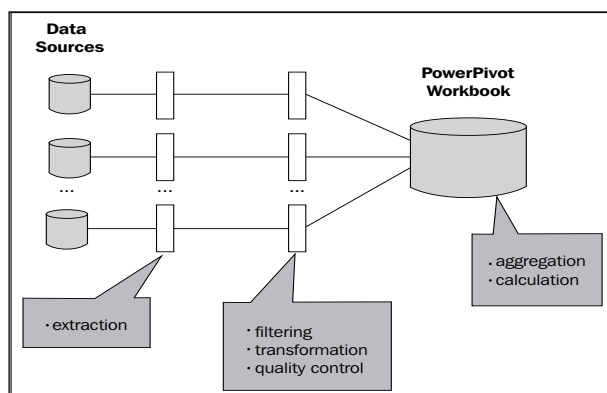 Data
Sources
PowerPivot
Workbook
... ... ...
· extraction
· filtering
· transformation
· quality control
· aggregation
· calculation